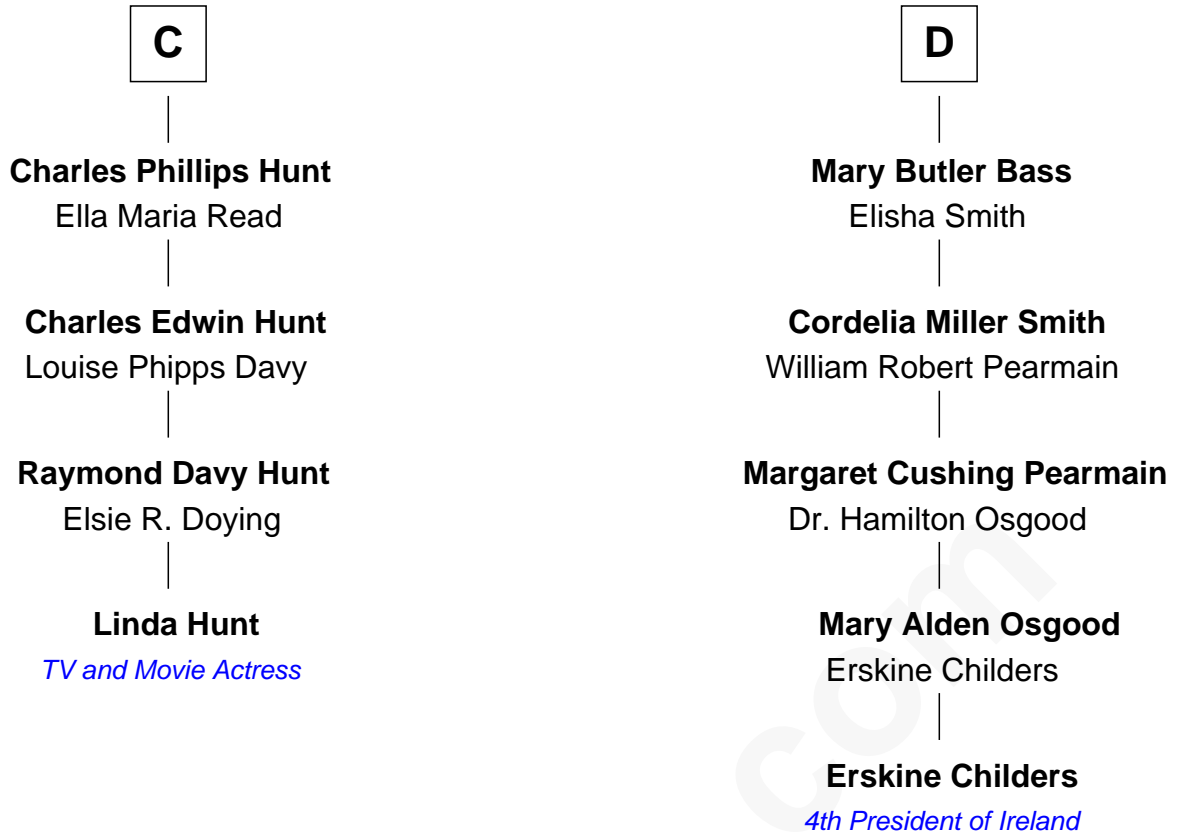 C
Charles Phillips Hunt
Ella Maria Read
Charles Edwin Hunt
Louise Phipps Davy
Raymond Davy Hunt
Elsie R. Doying
Linda Hunt
TV and Movie Actress
D
Mary Butler Bass
Elisha Smith
Cordelia Miller Smith
William Robert Pearmain
Margaret Cushing Pearmain
Dr. Hamilton Osgood
Mary Alden Osgood
Erskine Childers
Erskine Childers
4th President of Ireland
com